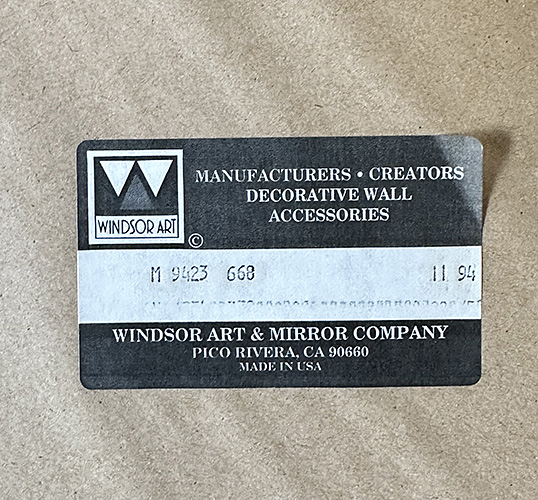 WINDSOR ART
©
MANUFACTURERS • CREATORS
DECORATIVE WALL
ACCESSORIES
M 9423 668 11 94
WINDSOR ART & MIRROR COMPANY
PICO RIVERA, CA 90660
MADE IN USA